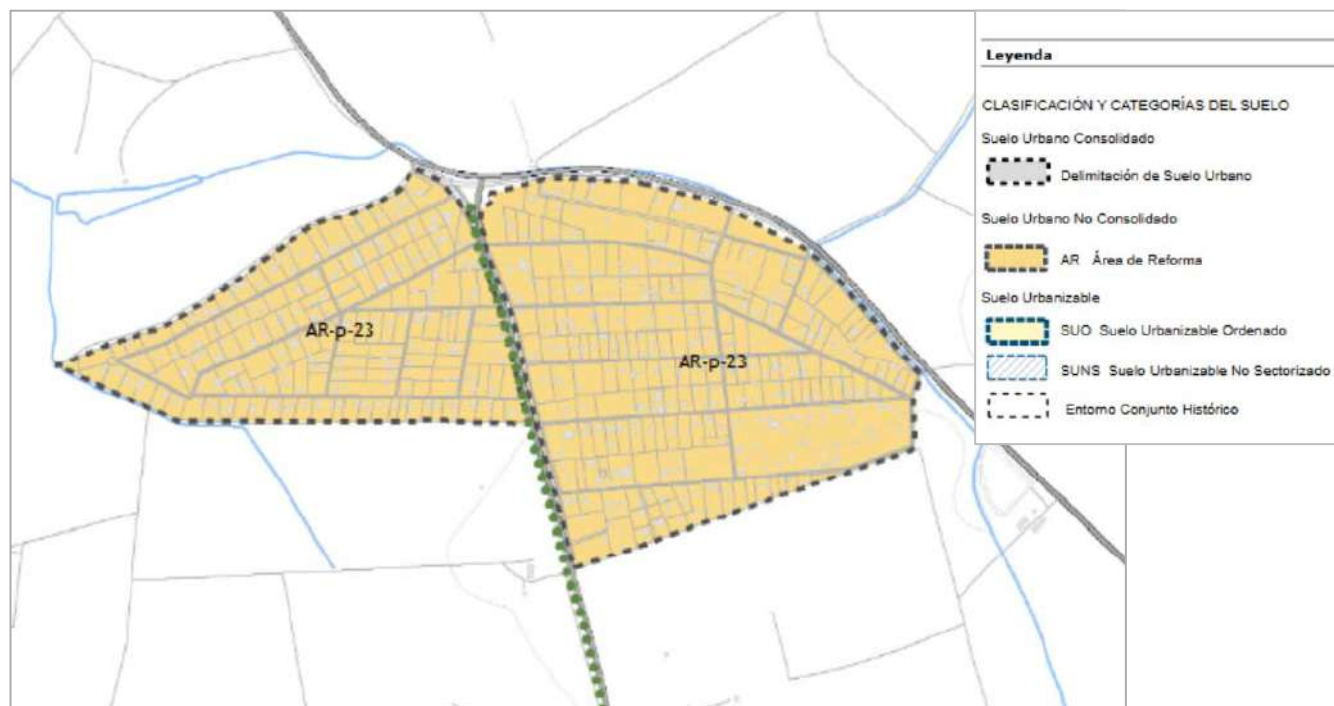 Leyenda
CLASIFICACIÓN Y CATEGORÍAS DEL SUELO
Suelo Urbano Consolidado
Delimitación de Suelo Urbano
Suelo Urbano No Consolidado
AR Área de Reforma
Suelo Urbanizable
SUO Suelo Urbanizable Ordenado
SUNS Suelo Urbanizable No Sectorizado
Entorno Conjunto Histórico
AR-p-23
AR-p-23